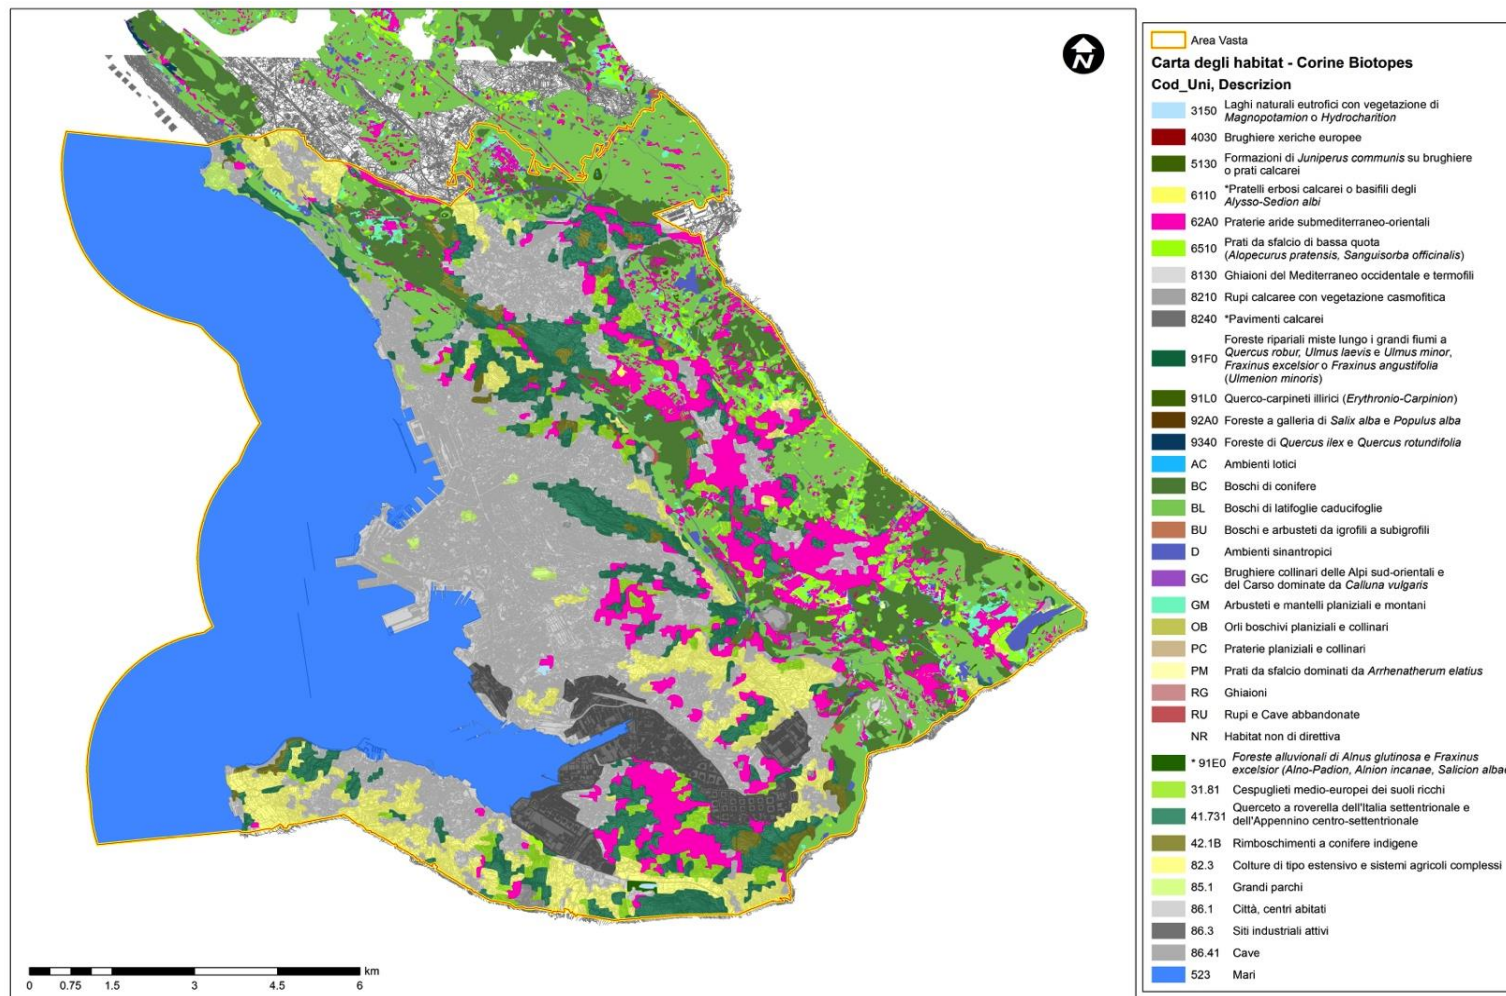 N
Area Vasta
Carta degli habitat - Corine Biotopes
Cod_Uni, Descrizion
3150 Laghi naturali eutrofici con vegetazione di
Magnopotamion o Hydrocharition
4030 Brughiere xeriche europee
5130 Formazioni di Juniperus communis su brughiere
o prati calcarei
6110 *Pratelli erbosi calcarei o basifili degli
Alysso-Sedion albi
62A0 Praterie aride submediterraneo-orientali
6510 Prati da sfalcio di bassa quota
(Alopecurus pratensis, Sanguisorba officinalis)
8130 Ghiaioni del Mediterraneo occidentale e termofili
8210 Rupi calcaree con vegetazione casmofitica
8240 *Pavimenti calcarei
91F0 Foreste ripariali miste lungo i grandi fiumi a
Quercus robur, Ulmus laevis e Ulmus minor,
Fraxinus excelsior o Fraxinus angustifolia
(Ulmenion minoris)
91L0 Querco-carpineti illirici (Erythronio-Carpinion)
92A0 Foreste a galleria di Salix alba e Populus alba
9340 Foreste di Quercus ilex e Quercus rotundifolia
AC Ambienti lotici
BC Boschi di conifere
BL Boschi di latifoglie caducifoglie
BU Boschi e arbusteti da igrofili a subigrofili
D Ambienti sinantropici
GC Brughiere collinari delle Alpi sud-orientali e
del Carso dominate da Calluna vulgaris
GM Arbusteti e mantelli planiziali e montani
OB Orli boschivi planiziali e collinari
PC Praterie planiziali e collinari
PM Prati da sfalcio dominati da Arrhenatherum elatius
RG Ghiaioni
RU Rupi e Cave abbandonate
NR Habitat non di direttiva
* 91E0 Foreste alluvionali di Alnus glutinosa e Fraxinus
excelsior (Alno-Padion, Alnion incanae, Salicion albae
31.81 Cespuglieti medio-europei dei suoli ricchi
41.731 Querceto a roverella dell'Italia settentrionale e
dell'Appennino centro-settentrionale
42.1B Rimboschimenti a conifere indigene
82.3 Colture di tipo estensivo e sistemi agricoli complessi
85.1 Grandi parchi
86.1 Città, centri abitati
86.3 Siti industriali attivi
86.41 Cave
523 Mari
km
0 0.75 1.5 3 4.5 6